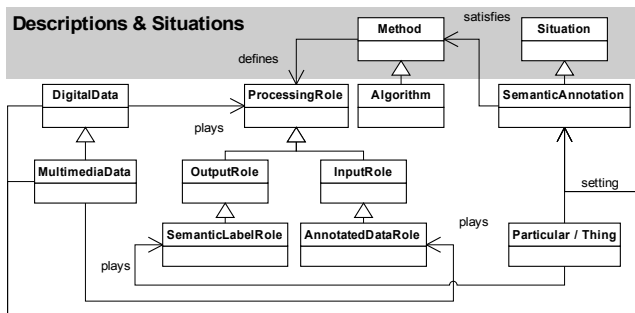 Descriptions & Situations
satisfies
Method
Situation
defines
DigitalData
ProcessingRole
Algorithm
SemanticAnnotation
plays
MultimediaData
OutputRole
InputRole
setting
plays
SemanticLabelRole
AnnotatedDataRole
Particular / Thing
plays